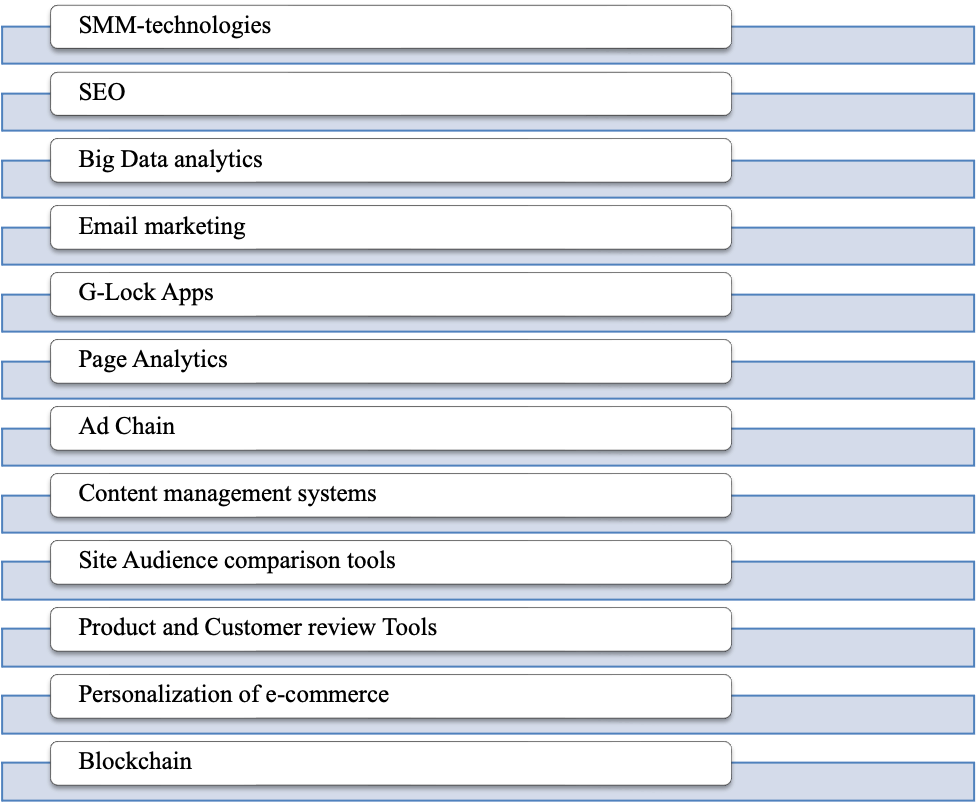 SMM-technologies
SEO
Big Data analytics
Email marketing
G-Lock Apps
Page Analytics
Ad Chain
Content management systems
Site Audience comparison tools
Product and Customer review Tools
Personalization of e-commerce
Blockchain